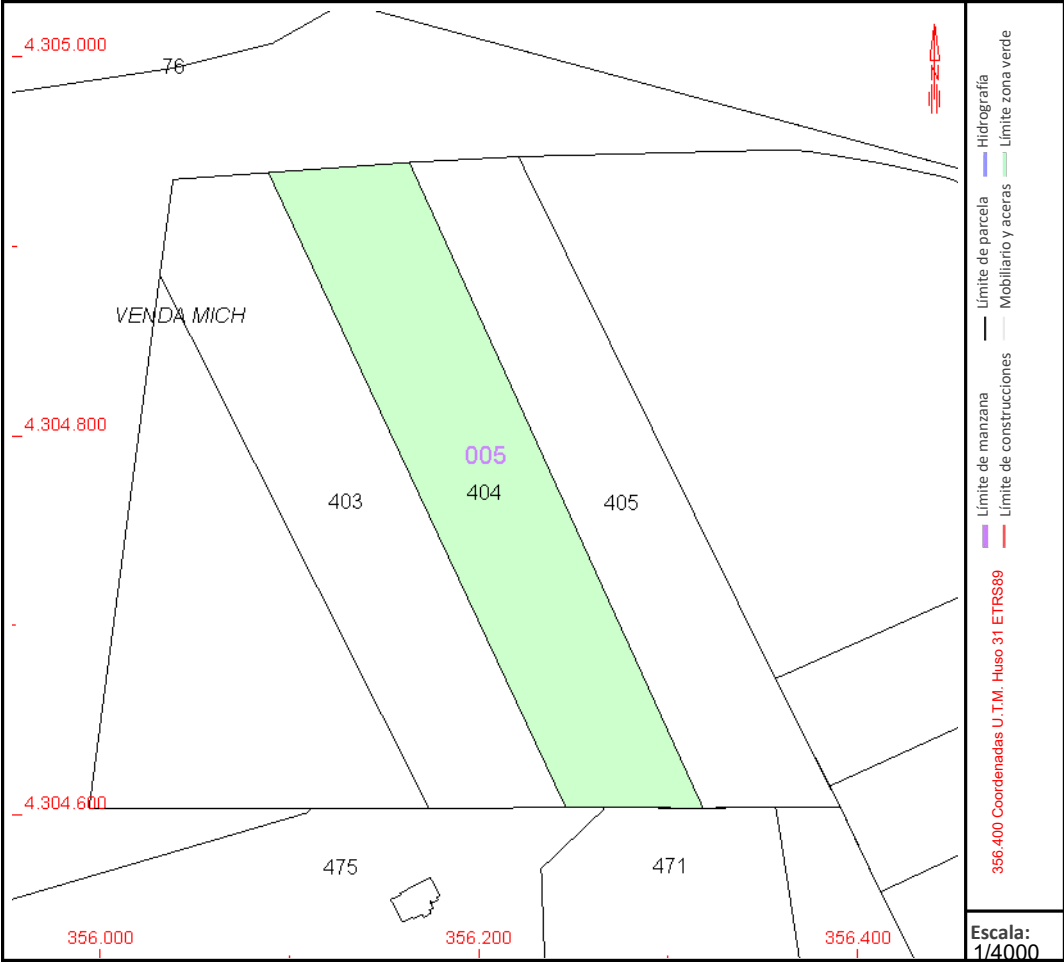 4.305.000
76
N
VENDA MICH
4.304.800
005
403
404
405
4.304.600
475
471
356.000
356.200
356.400
Hidrografía
Límite zona verde
Límite de parcela
Mobiliario y aceras
Límite de manzana
Límite de construcciones
356.400 Coordenadas U.T.M. Huso 31 ETRS89
Escala:
1/4000